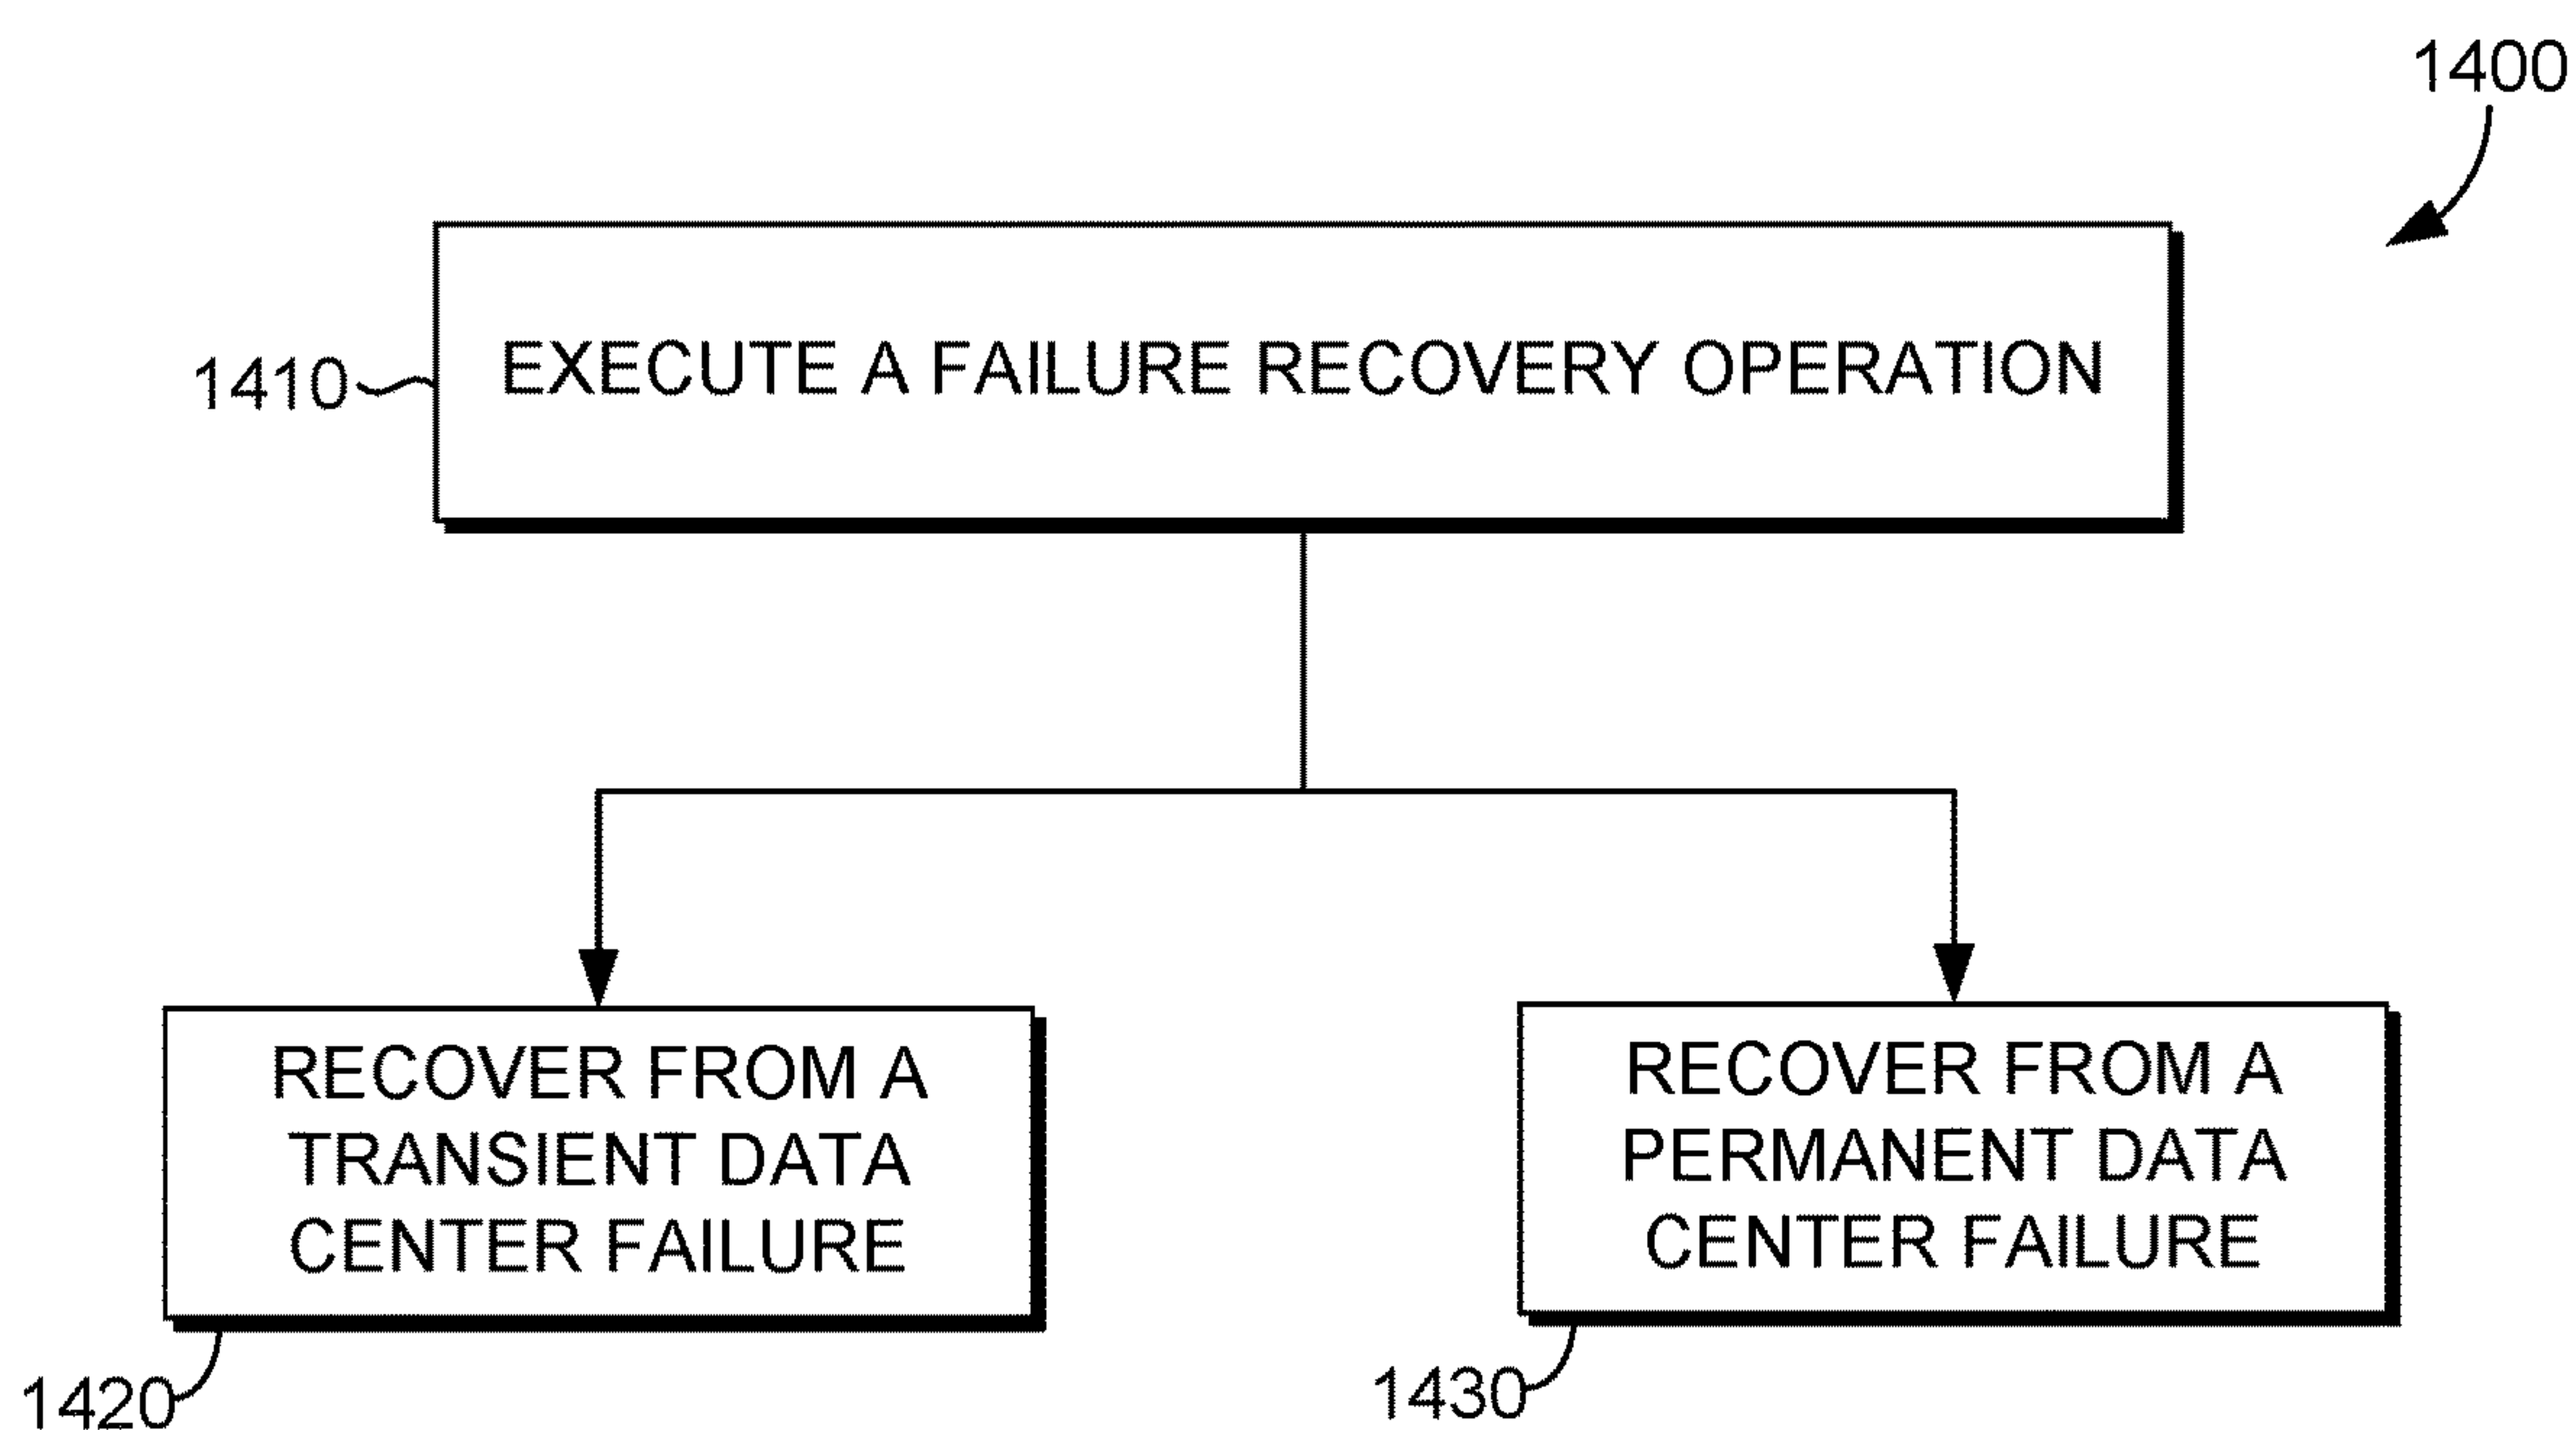 1400
1410
EXECUTE A FAILURE RECOVERY OPERATION
RECOVER FROM A
TRANSIENT DATA
CENTER FAILURE
1420
RECOVER FROM A
PERMANENT DATA
CENTER FAILURE
1430